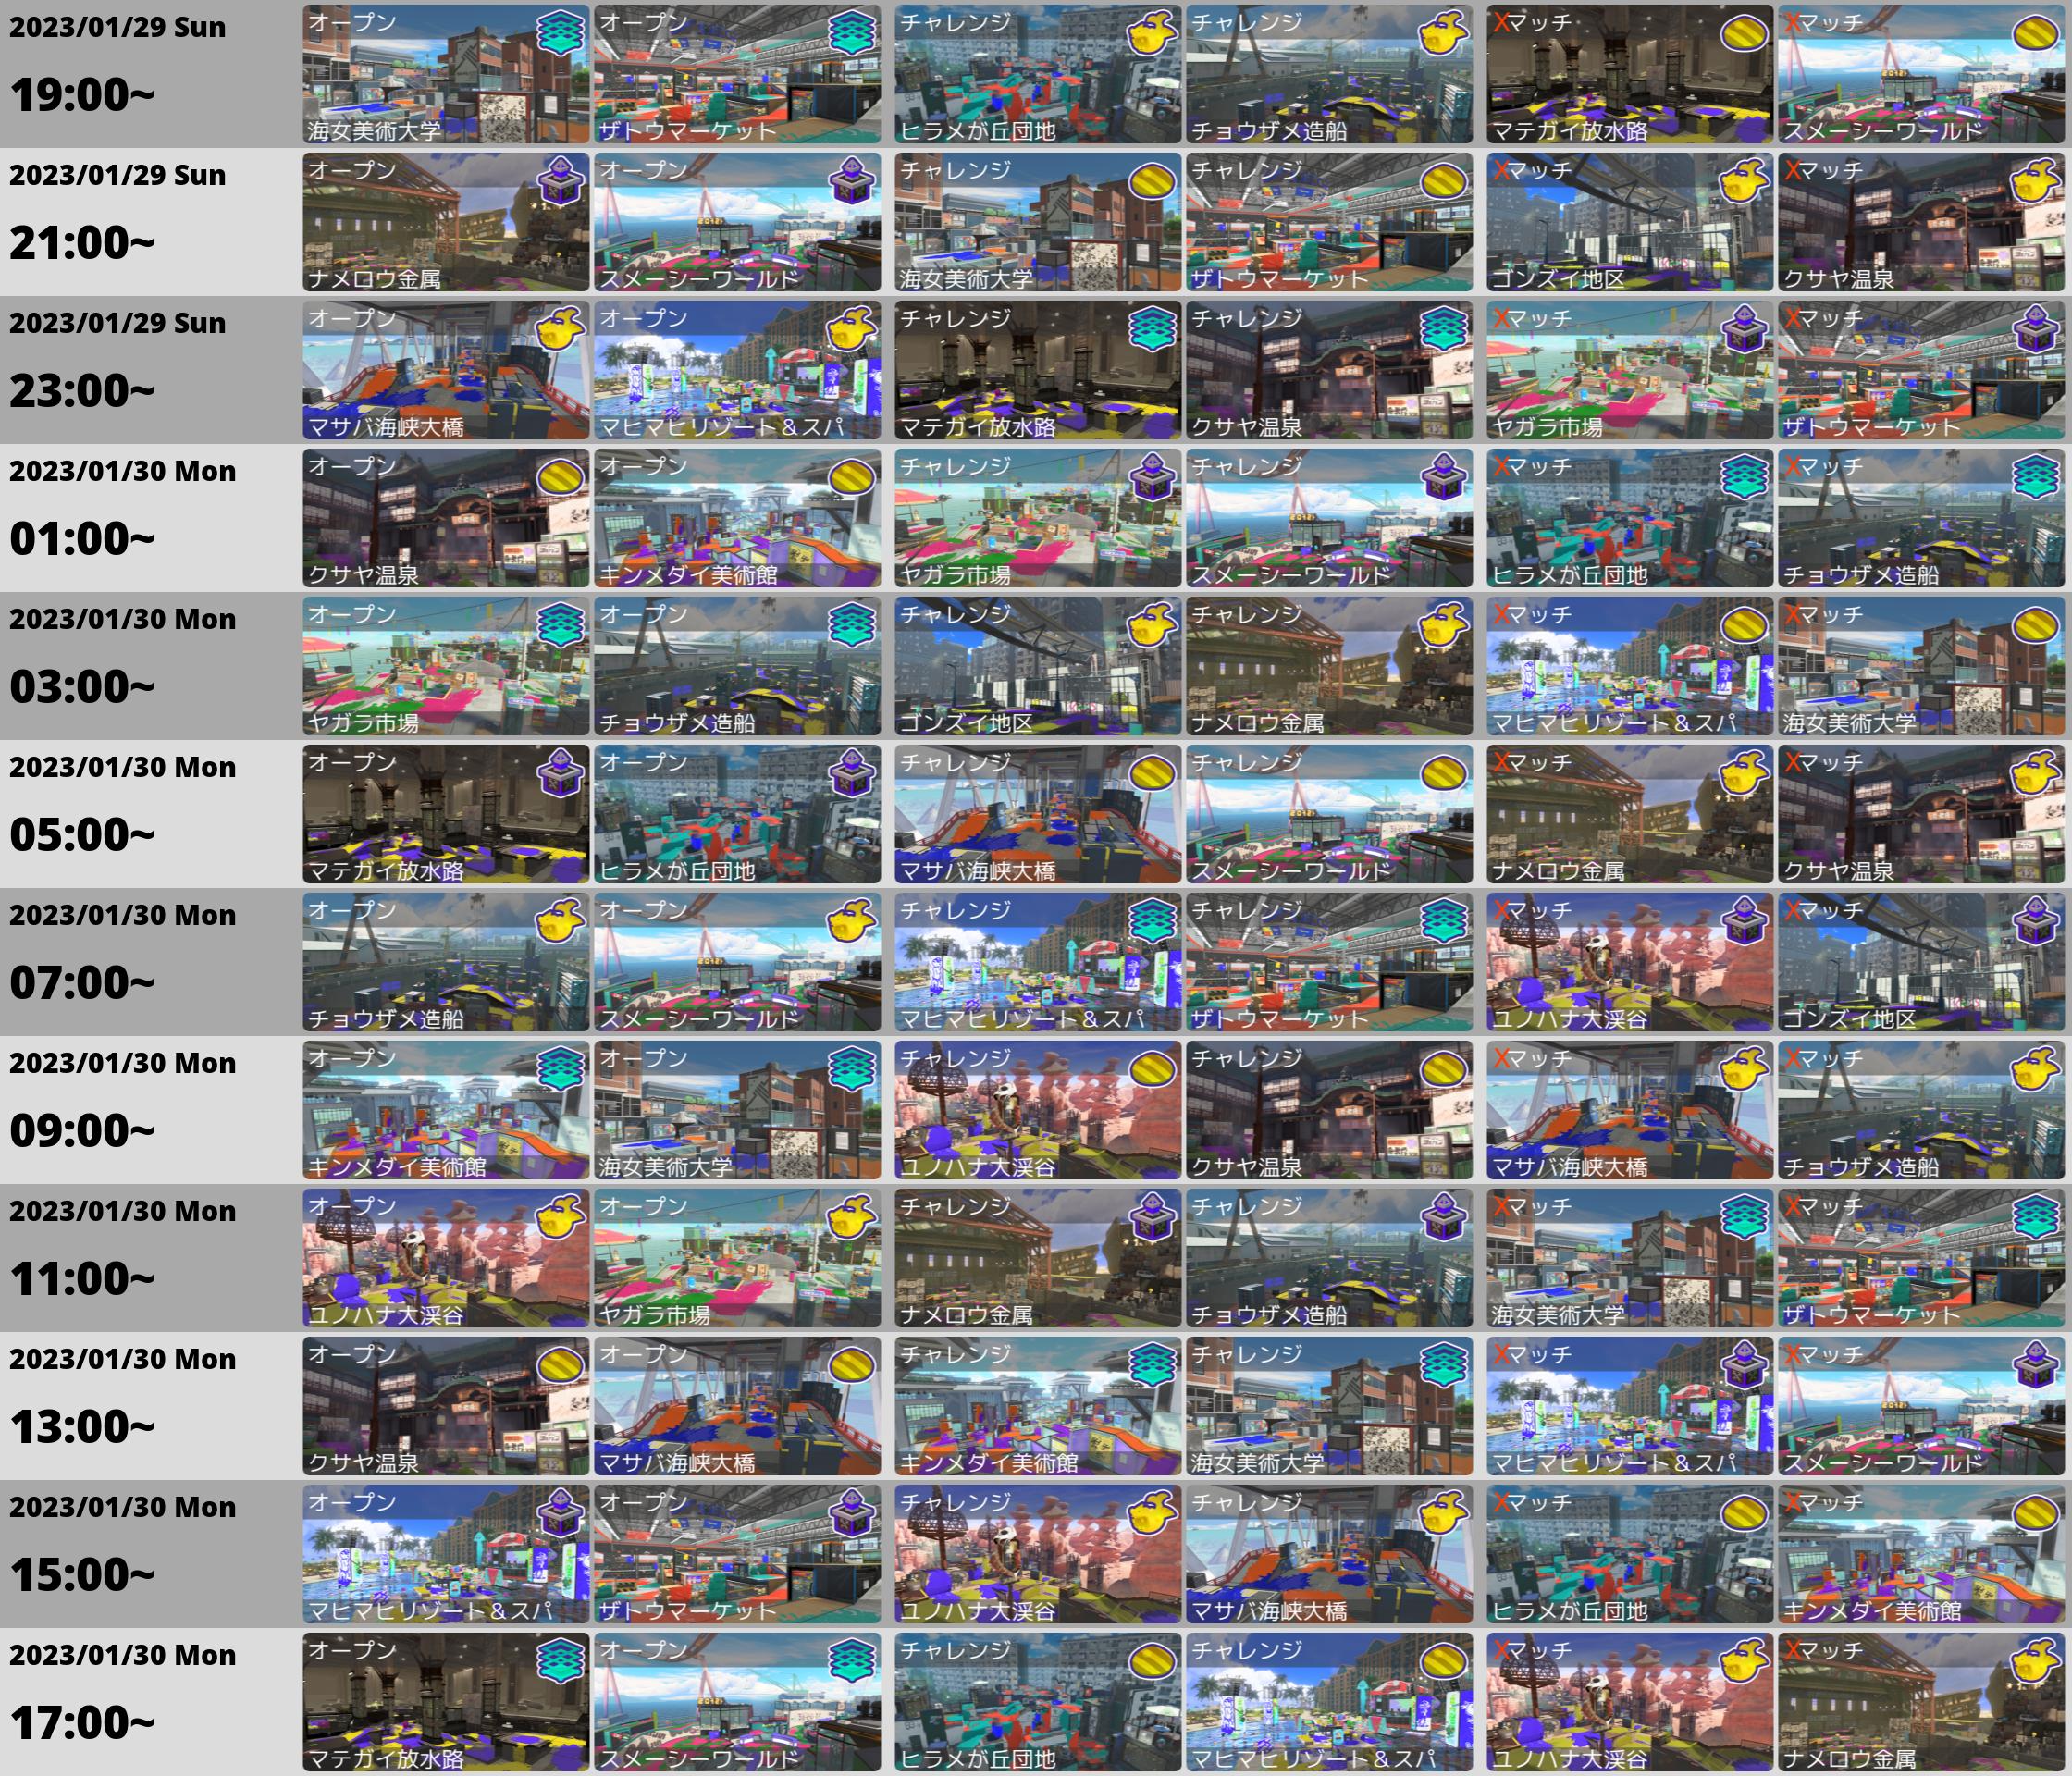 2023/01/29 Sun
19:00~
オープン
海女美術大学
オープン
ザトウマーケット
チャレンジ
ヒラメが丘団地
チャレンジ
チョウザメ造船
Xマッチ
マテガイ放水路
Xマッチ
スメーシーワールド
2023/01/29 Sun
21:00~
オープン
ナメロウ金属
オープン
スメーシーワールド
チャレンジ
海女美術大学
チャレンジ
ザトウマーケット
Xマッチ
ゴンズイ地区
Xマッチ
クサヤ温泉
2023/01/29 Sun
23:00~
オープン
マサバ海峡大橋
オープン
マヒマヒリゾート＆スパ
チャレンジ
マテガイ放水路
チャレンジ
クサヤ温泉
Xマッチ
ヤガラ市場
Xマッチ
ザトウマーケット
2023/01/30 Mon
01:00~
オープン
クサヤ温泉
オープン
キンメダイ美術館
チャレンジ
ヤガラ市場
チャレンジ
スメーシーワールド
Xマッチ
ヒラメが丘団地
Xマッチ
チョウザメ造船
2023/01/30 Mon
03:00~
オープン
ヤガラ市場
オープン
チョウザメ造船
チャレンジ
ゴンズイ地区
チャレンジ
ナメロウ金属
Xマッチ
マヒマヒリゾート＆スパ
Xマッチ
海女美術大学
2023/01/30 Mon
05:00~
オープン
マテガイ放水路
オープン
ヒラメが丘団地
チャレンジ
マサバ海峡大橋
チャレンジ
スメーシーワールド
Xマッチ
ナメロウ金属
Xマッチ
クサヤ温泉
2023/01/30 Mon
07:00~
オープン
チョウザメ造船
オープン
スメーシーワールド
チャレンジ
マヒマヒリゾート＆スパ
チャレンジ
ザトウマーケット
Xマッチ
ユノハナ大渓谷
Xマッチ
ゴンズイ地区
2023/01/30 Mon
09:00~
オープン
キンメダイ美術館
オープン
海女美術大学
チャレンジ
ユノハナ大渓谷
チャレンジ
クサヤ温泉
Xマッチ
マサバ海峡大橋
Xマッチ
チョウザメ造船
2023/01/30 Mon
11:00~
オープン
ユノハナ大渓谷
オープン
ヤガラ市場
チャレンジ
ナメロウ金属
チャレンジ
チョウザメ造船
Xマッチ
海女美術大学
Xマッチ
ザトウマーケット
2023/01/30 Mon
13:00~
オープン
クサヤ温泉
オープン
マサバ海峡大橋
チャレンジ
キンメダイ美術館
チャレンジ
海女美術大学
Xマッチ
マヒマヒリゾート＆スパ
Xマッチ
スメーシーワールド
2023/01/30 Mon
15:00~
オープン
マヒマヒリゾート＆スパ
オープン
ザトウマーケット
チャレンジ
ユノハナ大渓谷
チャレンジ
マサバ海峡大橋
Xマッチ
ヒラメが丘団地
Xマッチ
キンメダイ美術館
2023/01/30 Mon
17:00~
オープン
マテガイ放水路
オープン
スメーシーワールド
チャレンジ
ヒラメが丘団地
チャレンジ
マヒマヒリゾート＆スパ
Xマッチ
ユノハナ大渓谷
Xマッチ
ナメロウ金属